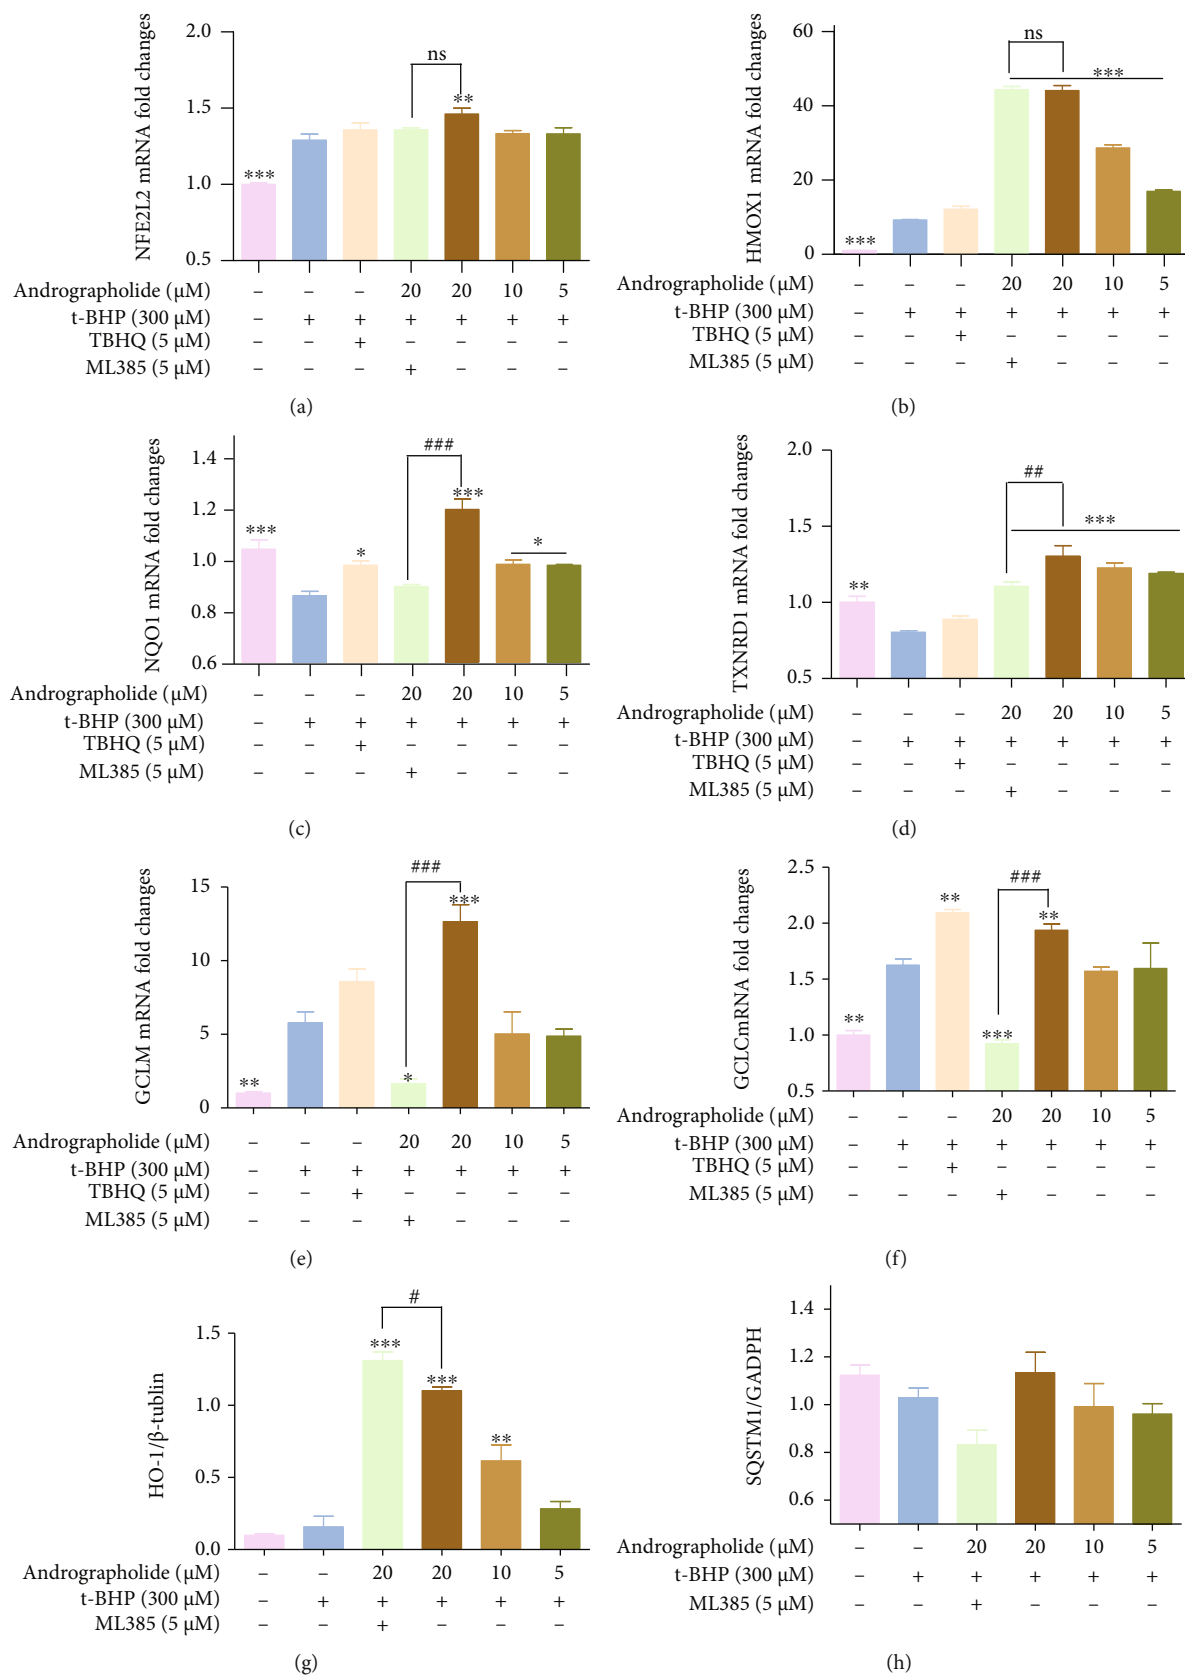 NFE2L2 mRNA fold changes
2.0
1.5
1.0
0.5
***
ns
**
Andrographolide (μM) – – – 20 20 10 5
t-BHP (300 μM) – + + + + + +
TBHQ (5 μM) – – + – – – –
ML385 (5 μM) – – – + – – –
(a)
HMOX1 mRNA fold changes
60
40
20
0
***
ns
***
Andrographolide (μM) – – – 20 20 10 5
t-BHP (300 μM) – + + + + + +
TBHQ (5 μM) – – + – – – –
ML385 (5 μM) – – – + – – –
(b)
NQO1 mRNA fold changes
1.4
1.2
1.0
0.8
0.6
***
*
###
***
*
Andrographolide (μM) – – – 20 20 10 5
t-BHP (300 μM) – + + + + + +
TBHQ (5 μM) – – + – – – –
ML385 (5 μM) – – – + – – –
(c)
TXNRD1 mRNA fold changes
2.0
1.5
1.0
0.5
**
##
***
Andrographolide (μM) – – – 20 20 10 5
t-BHP (300 μM) – + + + + + +
TBHQ (5 μM) – – + – – – –
ML385 (5 μM) – – – + – – –
(d)
GCLM mRNA fold changes
15
10
5
0
**
*
###
***
Andrographolide (μM) – – – 20 20 10 5
t-BHP (300 μM) – + + + + + +
TBHQ (5 μM) – – + – – – –
ML385 (5 μM) – – – + – – –
(e)
GCLCmRNA fold changes
2.5
2.0
1.5
1.0
0.5
**
**
***
###
**
Andrographolide (μM) – – – 20 20 10 5
t-BHP (300 μM) – + + + + + +
TBHQ (5 μM) – – + – – – –
ML385 (5 μM) – – – + – – –
(f)
HO-1/β-tublin
1.5
1.0
0.5
0.0
#
***
***
**
Andrographolide (μM) – – 20 20 10 5
t-BHP (300 μM) – + + + + +
ML385 (5 μM) – – + – – –
(g)
SQSTM1/GADPH
1.4
1.2
1.0
0.8
0.6
Andrographolide (μM) – – 20 20 10 5
t-BHP (300 μM) – + + + + +
ML385 (5 μM) – – + – – –
(h)